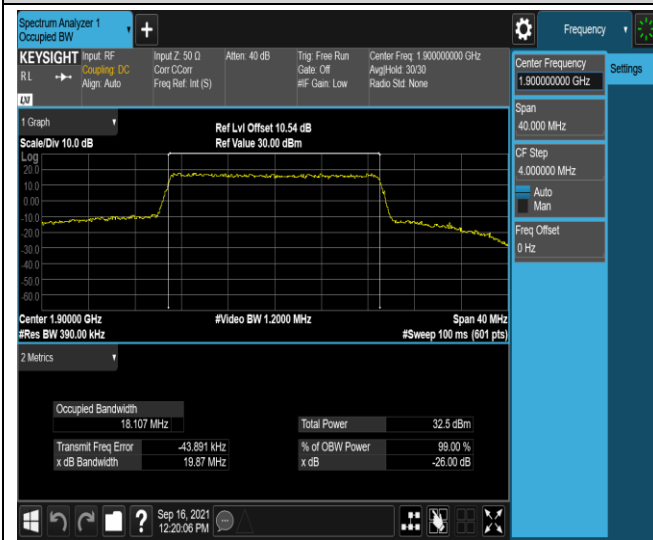 Spectrum Analyzer 1
Occupied BW
+
Frequency
KEYSIGHT
RL
LXI
Input: RF
Coupling: DC
Align: Auto
Input Z: 50 Ω
Corr CCorr
Freq Ref: Int (S)
Atten: 40 dB
Trig: Free Run
Gate: Off
#IF Gain: Low
Center Freq: 1.900000000 GHz
Avg|Hold: 30/30
Radio Std: None
Center Frequency
1.900000000 GHz
Settings
Span
40.000 MHz
CF Step
4.000000 MHz
Auto
Man
Freq Offset
0 Hz
1 Graph
Scale/Div 10.0 dB
Ref Lvl Offset 10.54 dB
Ref Value 30.00 dBm
Log
20.0
10.0
0.00
-10.0
-20.0
-30.0
-40.0
-50.0
-60.0
Center 1.90000 GHz
#Video BW 1.2000 MHz
Span 40 MHz
#Res BW 390.00 kHz
#Sweep 100 ms (601 pts)
2 Metrics
Occupied Bandwidth
18.107 MHz
Total Power 32.5 dBm
Transmit Freq Error -43.891 kHz
% of OBW Power 99.00 %
x dB Bandwidth 19.87 MHz
x dB -26.00 dB
?
Sep 16, 2021
12:20:06 PM